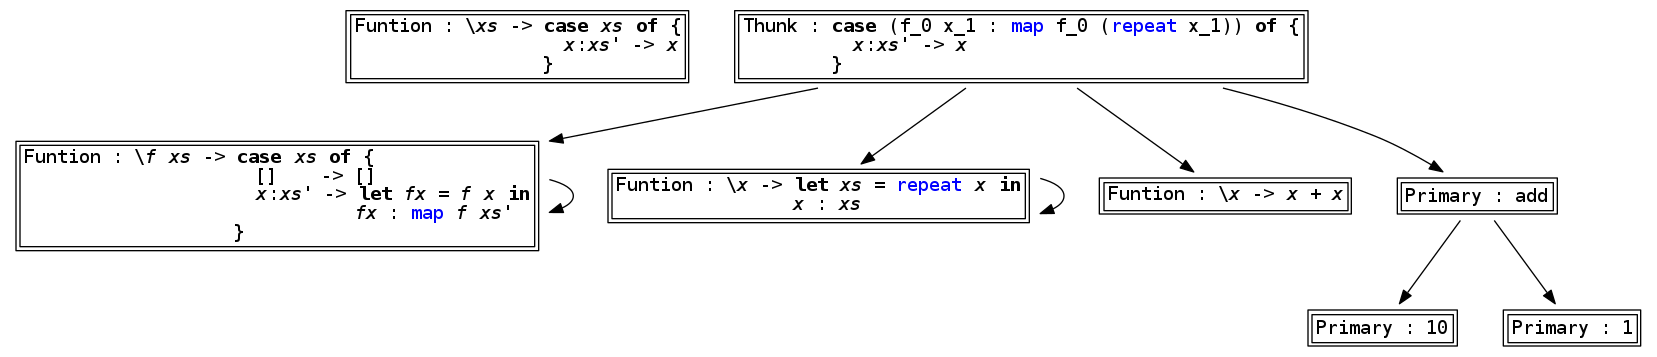 Funtion : \xs -> case xs of {
x:xs' -> x
}
Thunk : case (f_0 x_1 : map f_0 (repeat x_1)) of {
x:xs' -> x
}
Funtion : \f xs -> case xs of {
[] -> []
x:xs' -> let fx = f x in
fx : map f xs'
}
Funtion : \x -> let xs = repeat x in
x : xs
Funtion : \x -> x + x
Primary : add
Primary : 10
Primary : 1